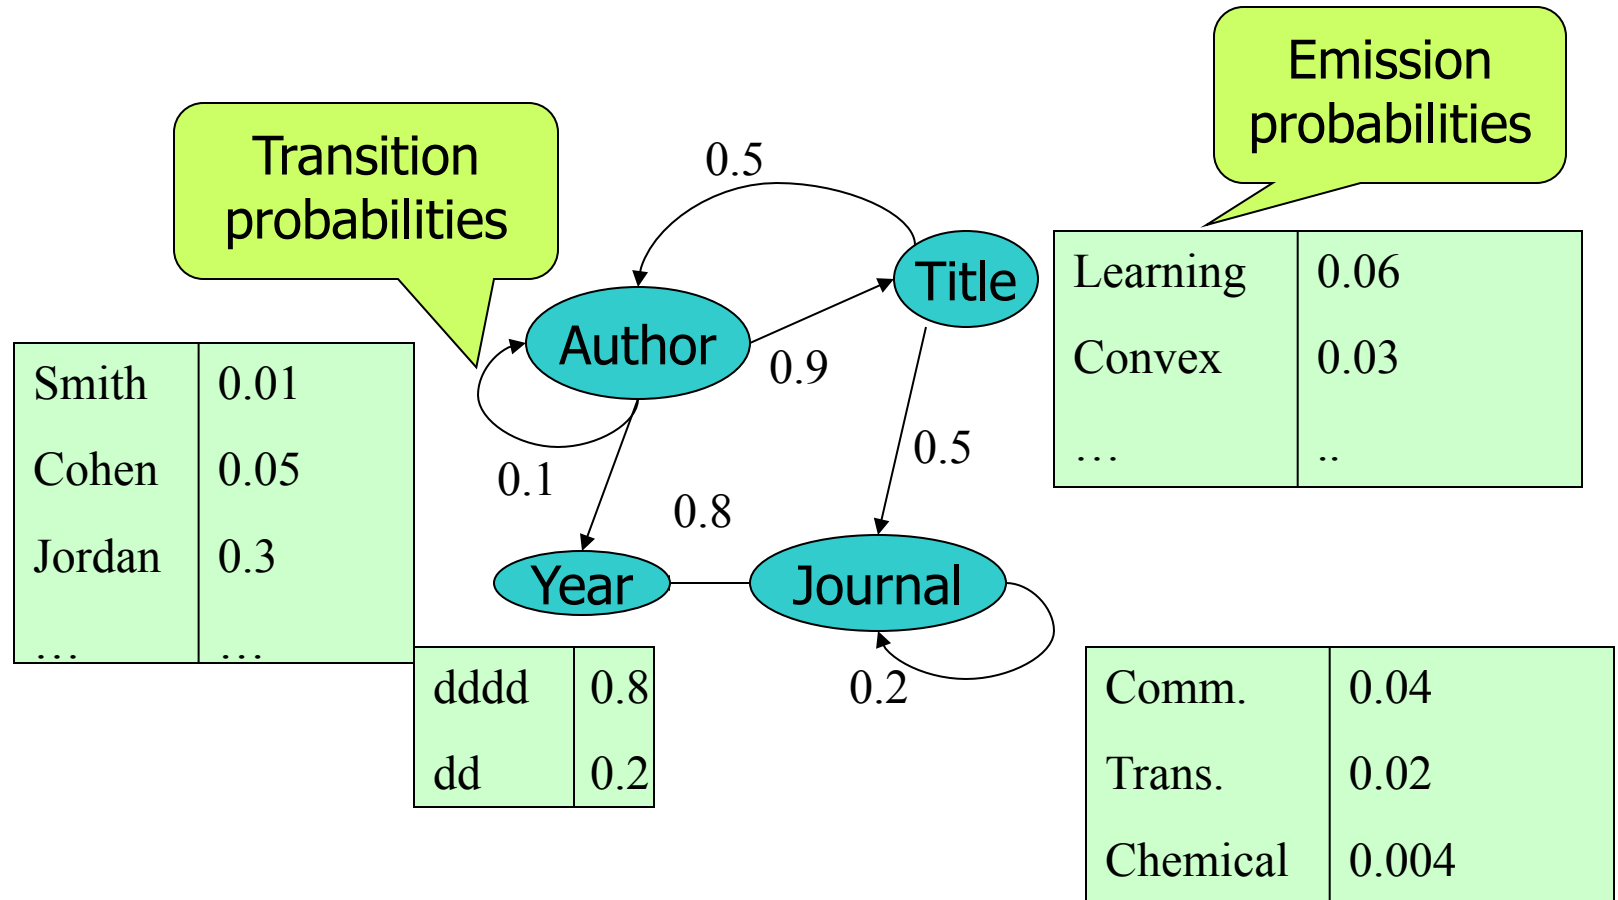 Emission
probabilities
Transition
probabilities
0.5
Title
Author
0.9
Learning 0.06
Convex 0.03
… ..
Smith 0.01
Cohen 0.05
Jordan 0.3
… …
0.1
0.5
0.8
Year
Journal
0.2
dddd 0.8
dd 0.2
Comm. 0.04
Trans. 0.02
Chemical 0.004